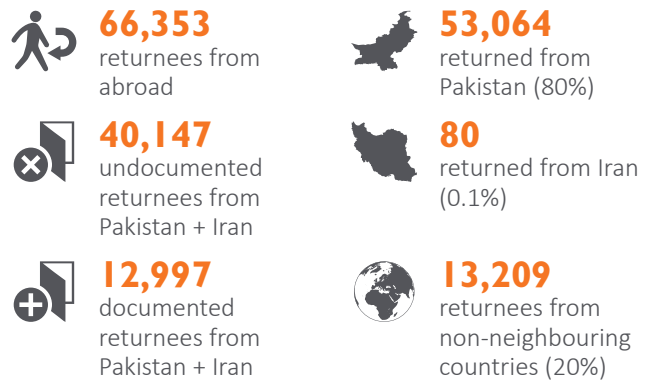 66,353
returnees from
abroad
53,064
returned from
Pakistan (80%)
40,147
undocumented
returnees from
Pakistan + Iran
80
returned from Iran
(0.1%)
12,997
documented
returnees from
Pakistan + Iran
13,209
returnees from
non-neighbouring
countries (20%)